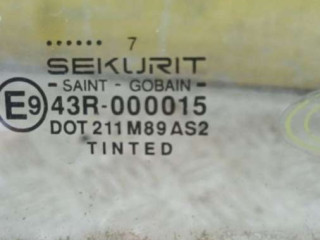 •••••• 7
SEKURIT
- SAINT - GOBAIN -
E9 43R-000015
DOT 211 M89 AS2
TINTED